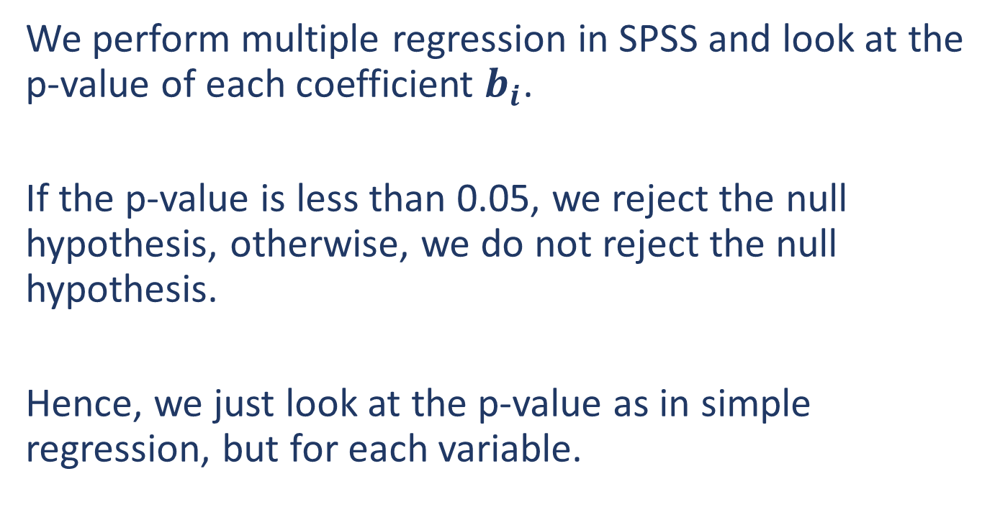 We perform multiple regression in SPSS and look at the
p-value of each coefficient bᵢ.
If the p-value is less than 0.05, we reject the null
hypothesis, otherwise, we do not reject the null
hypothesis.
Hence, we just look at the p-value as in simple
regression, but for each variable.